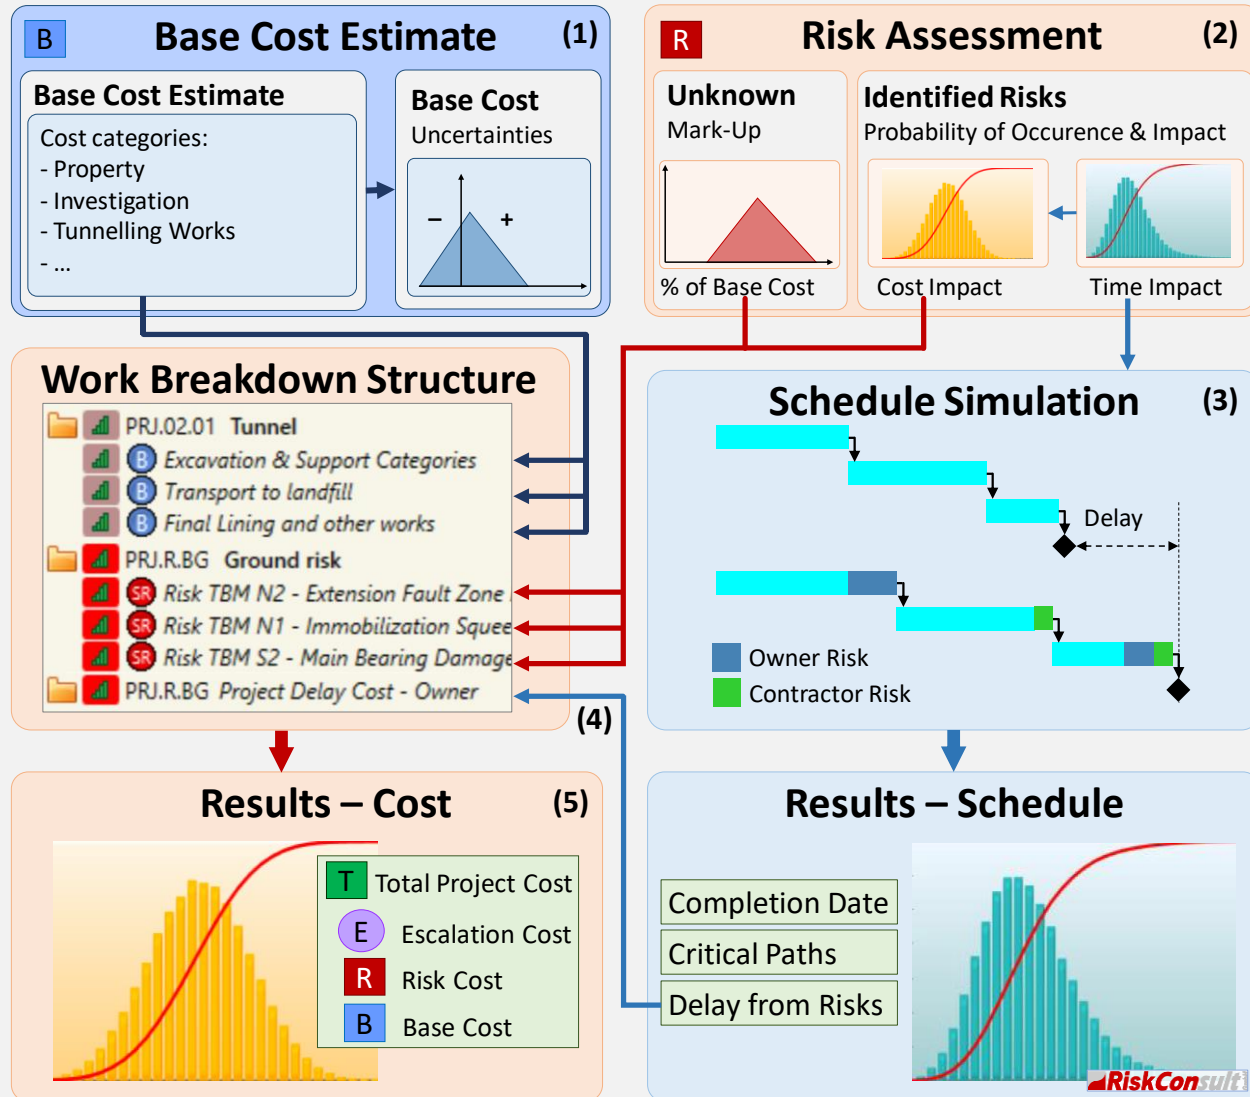 B Base Cost Estimate (1)
Base Cost Estimate
Cost categories:
- Property
- Investigation
- Tunnelling Works
- ...
Base Cost
Uncertainties
– +
R Risk Assessment (2)
Unknown
Mark-Up
% of Base Cost
Identified Risks
Probability of Occurence & Impact
Cost Impact
Time Impact
Work Breakdown Structure
PRJ.02.01 Tunnel
B Excavation & Support Categories
B Transport to landfill
B Final Lining and other works
PRJ.R.BG Ground risk
SR Risk TBM N2 - Extension Fault Zone
SR Risk TBM N1 - Immobilization Squee
SR Risk TBM S2 - Main Bearing Damage
PRJ.R.BG Project Delay Cost - Owner
(4)
Schedule Simulation (3)
Delay
Owner Risk
Contractor Risk
Results – Cost (5)
T Total Project Cost
E Escalation Cost
R Risk Cost
B Base Cost
Results – Schedule
Completion Date
Critical Paths
Delay from Risks
RiskConsult